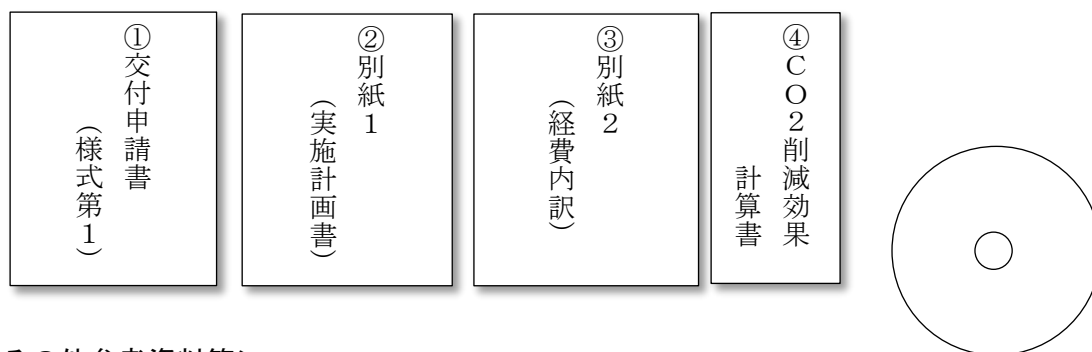 ①交付申請書
(様式第1)
②別紙1
(実施計画書)
③別紙2
(経費内訳)
④CO2削減効果
計算書